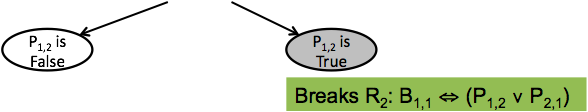 P1,2 is
False
P1,2 is
True
Breaks R2: B1,1 ⇔ (P1,2 ∨ P2,1)